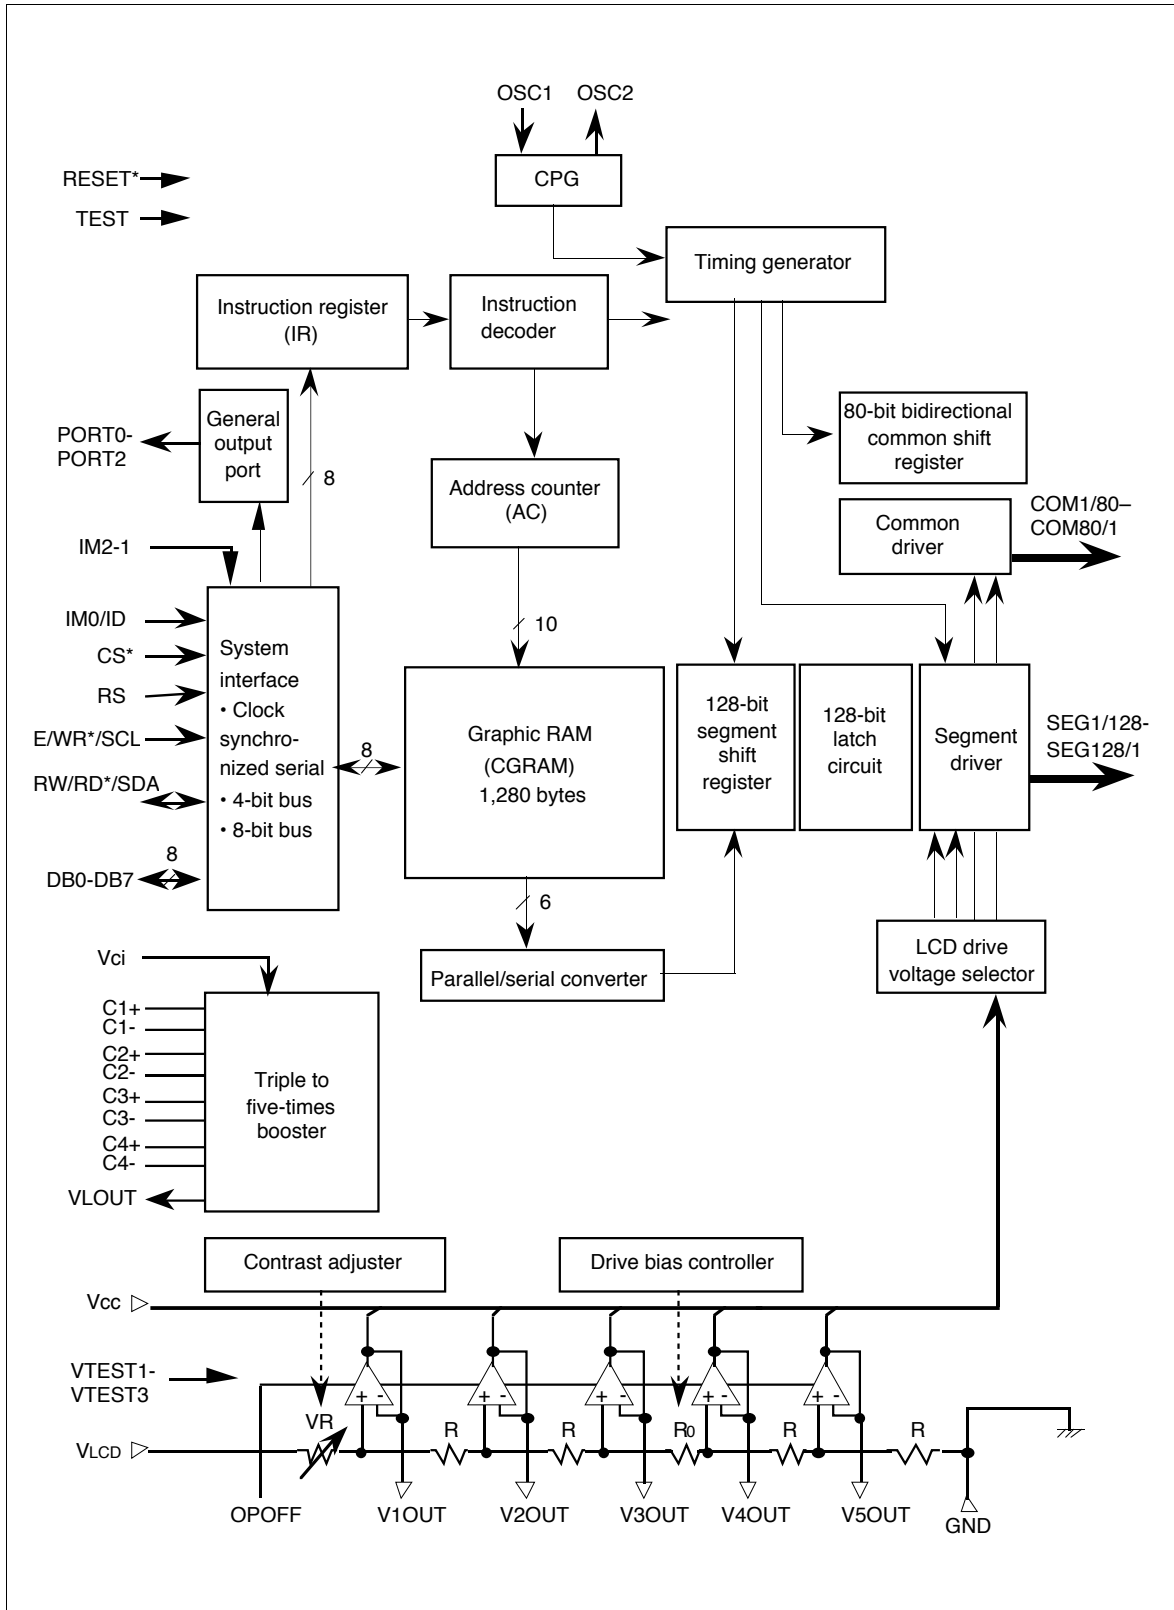 OSC1 OSC2
CPG
RESET*
TEST
Timing generator
Instruction register
(IR)
Instruction
decoder
80-bit bidirectional
common shift
register
General
output
port
PORT0-
PORT2
8
Address counter
(AC)
COM1/80–
COM80/1
Common
driver
IM2-1
10
IM0/ID
CS*
RS
E/WR*/SCL
RW/RD*/SDA
8
DB0-DB7
System
interface
• Clock
synchro-
nized serial
• 4-bit bus
• 8-bit bus
8
Graphic RAM
(CGRAM)
1,280 bytes
128-bit
segment
shift
register
128-bit
latch
circuit
Segment
driver
SEG1/128-
SEG128/1
6
Parallel/serial converter
LCD drive
voltage selector
Vci
C1+
C1-
C2+
C2-
C3+
C3-
C4+
C4-
VLOUT
Triple to
five-times
booster
Contrast adjuster
Drive bias controller
Vcc
VTEST1-
VTEST3
+ - + - + - + - + -
VR R R R0 R R
VLCD
OPOFF V1OUT V2OUT V3OUT V4OUT V5OUT GND